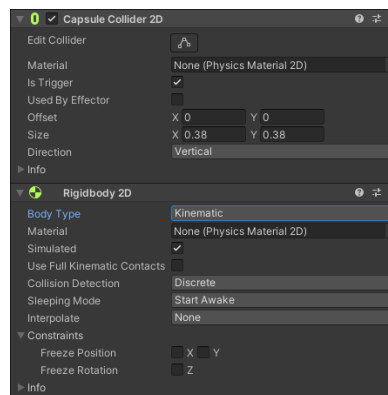 Capsule Collider 2D
Edit Collider
Material None (Physics Material 2D)
Is Trigger
Used By Effector
Offset X 0 Y 0
Size X 0.38 Y 0.38
Direction Vertical
Info
Rigidbody 2D
Body Type Kinematic
Material None (Physics Material 2D)
Simulated
Use Full Kinematic Contacts
Collision Detection Discrete
Sleeping Mode Start Awake
Interpolate None
Constraints
Freeze Position X Y
Freeze Rotation Z
Info